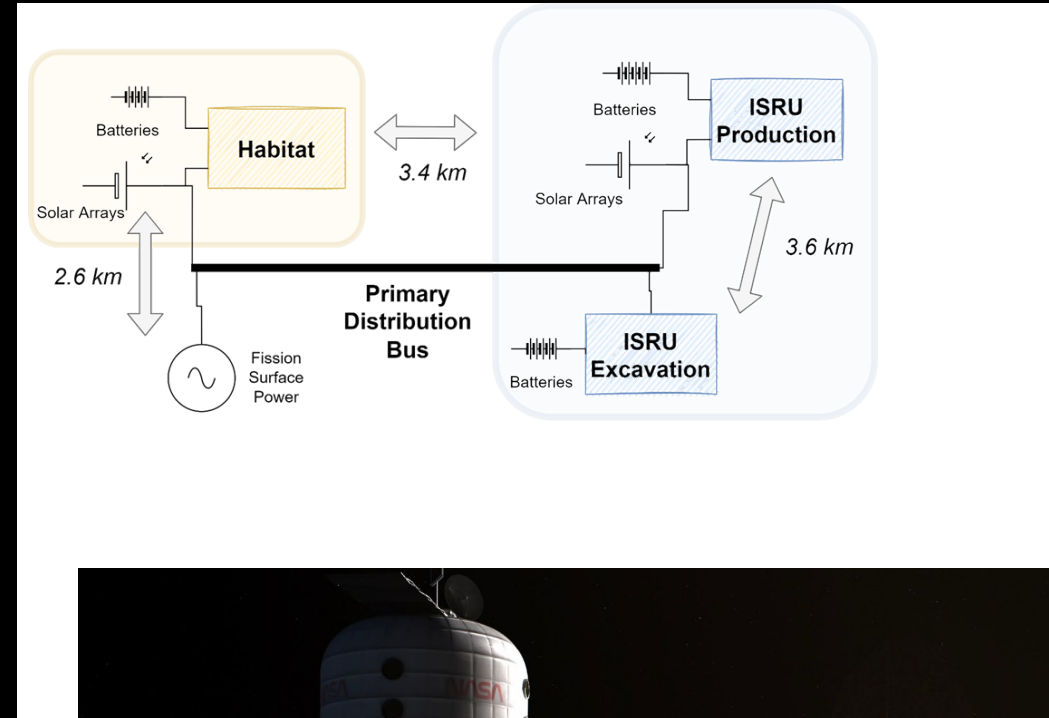 Batteries
Habitat
Solar Arrays
3.4 km
2.6 km
Batteries
ISRU
Production
Solar Arrays
3.6 km
Primary
Distribution
Bus
Fission
Surface
Power
ISRU
Excavation
Batteries
NASA